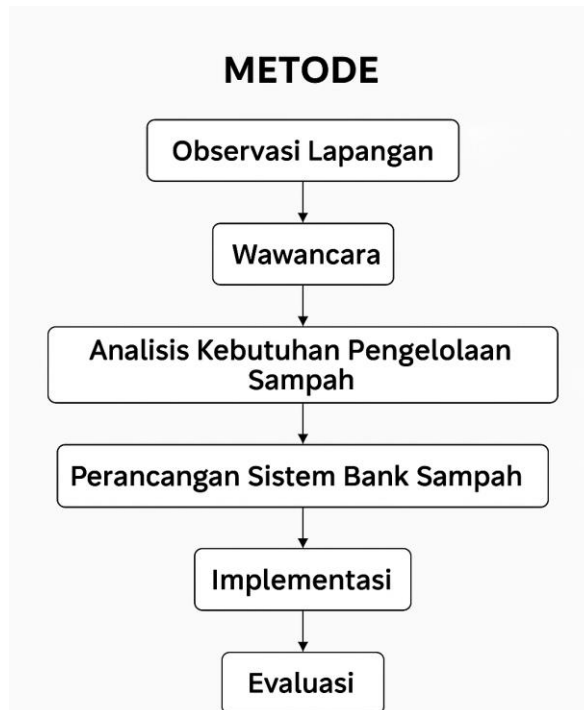 METODE
Observasi Lapangan
Wawancara
Analisis Kebutuhan Pengelolaan
Sampah
Perancangan Sistem Bank Sampah
Implementasi
Evaluasi